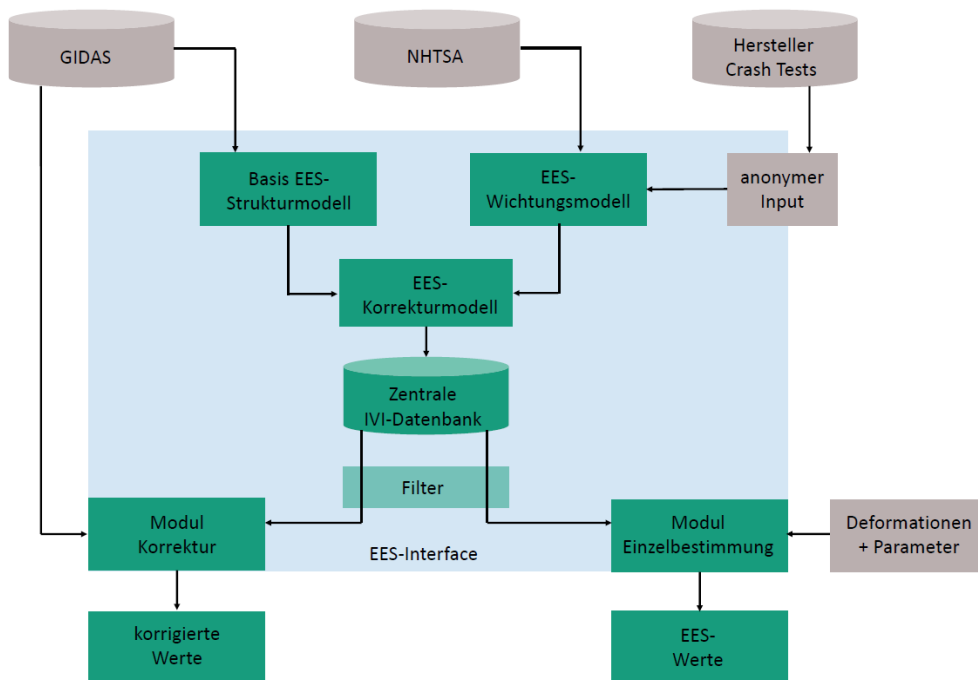 GIDAS
NHTSA
Hersteller
Crash Tests
Basis EES-
Strukturmodell
EES-
Wichtungsmodell
anonymer
Input
EES-
Korrekturmodell
Zentrale
IVI-Datenbank
Filter
Modul
Korrektur
EES-Interface
Modul
Einzelbestimmung
Deformationen
+ Parameter
korrigierte
Werte
EES-
Werte